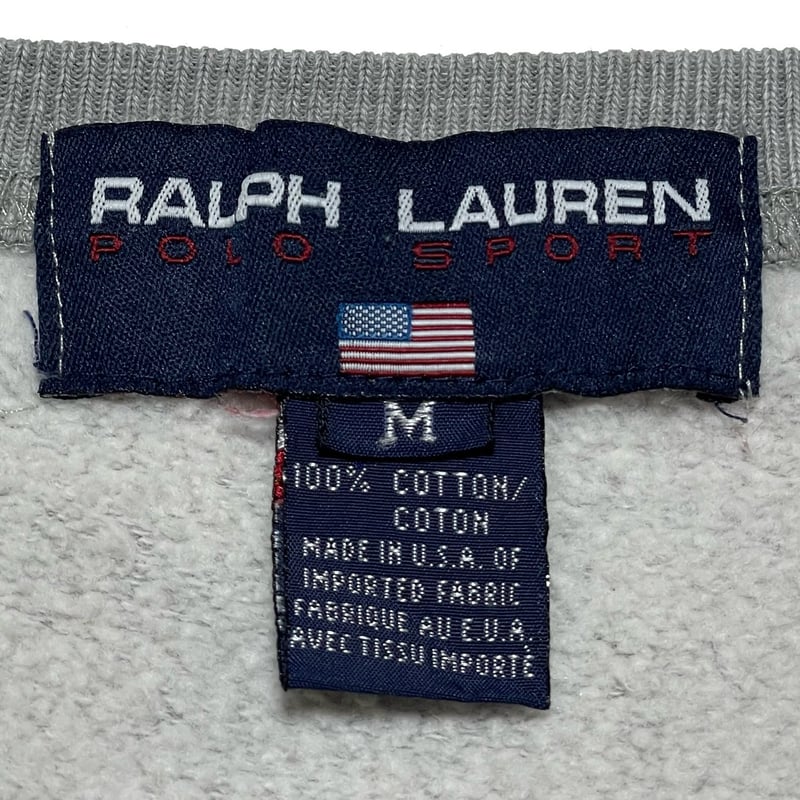 RALPH LAUREN
POLO SPORT
M
100% COTTON/
COTON
MADE IN U.S.A. OF
IMPORTED FABRIC
FABRIQUE AU E.U.A.
AVEC TISSU IMPORTÉ